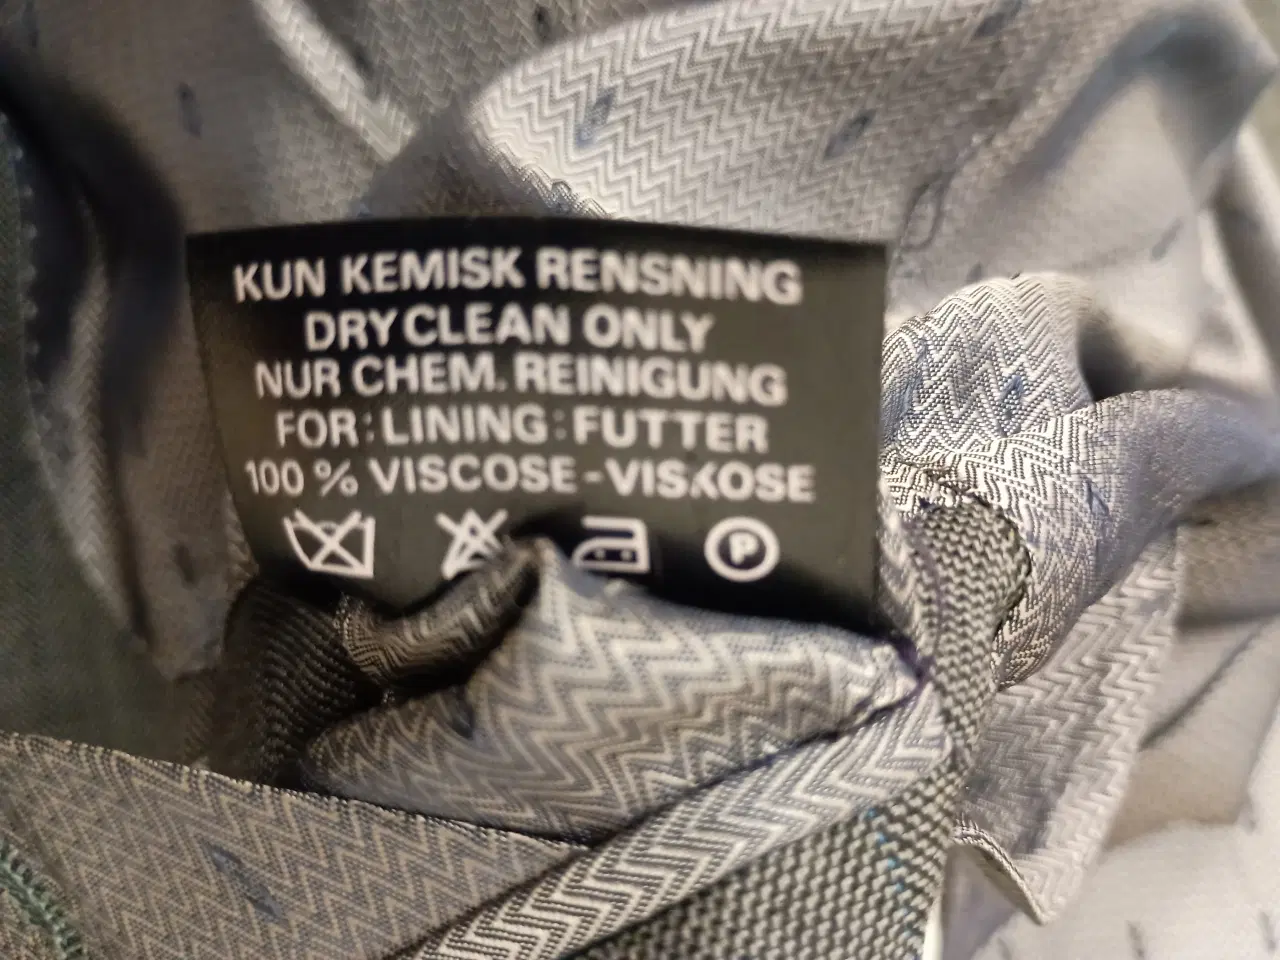 KUN KEMISK RENSNING
DRY CLEAN ONLY
NUR CHEM. REINIGUNG
FOR: LINING: FUTTER
100 % VISCOSE - VISKOSE
P